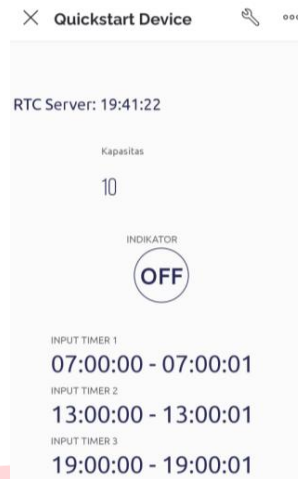 Quickstart Device
RTC Server: 19:41:22
Kapasitas
10
INDIKATOR
OFF
INPUT TIMER 1
07:00:00 - 07:00:01
INPUT TIMER 2
13:00:00 - 13:00:01
INPUT TIMER 3
19:00:00 - 19:00:01